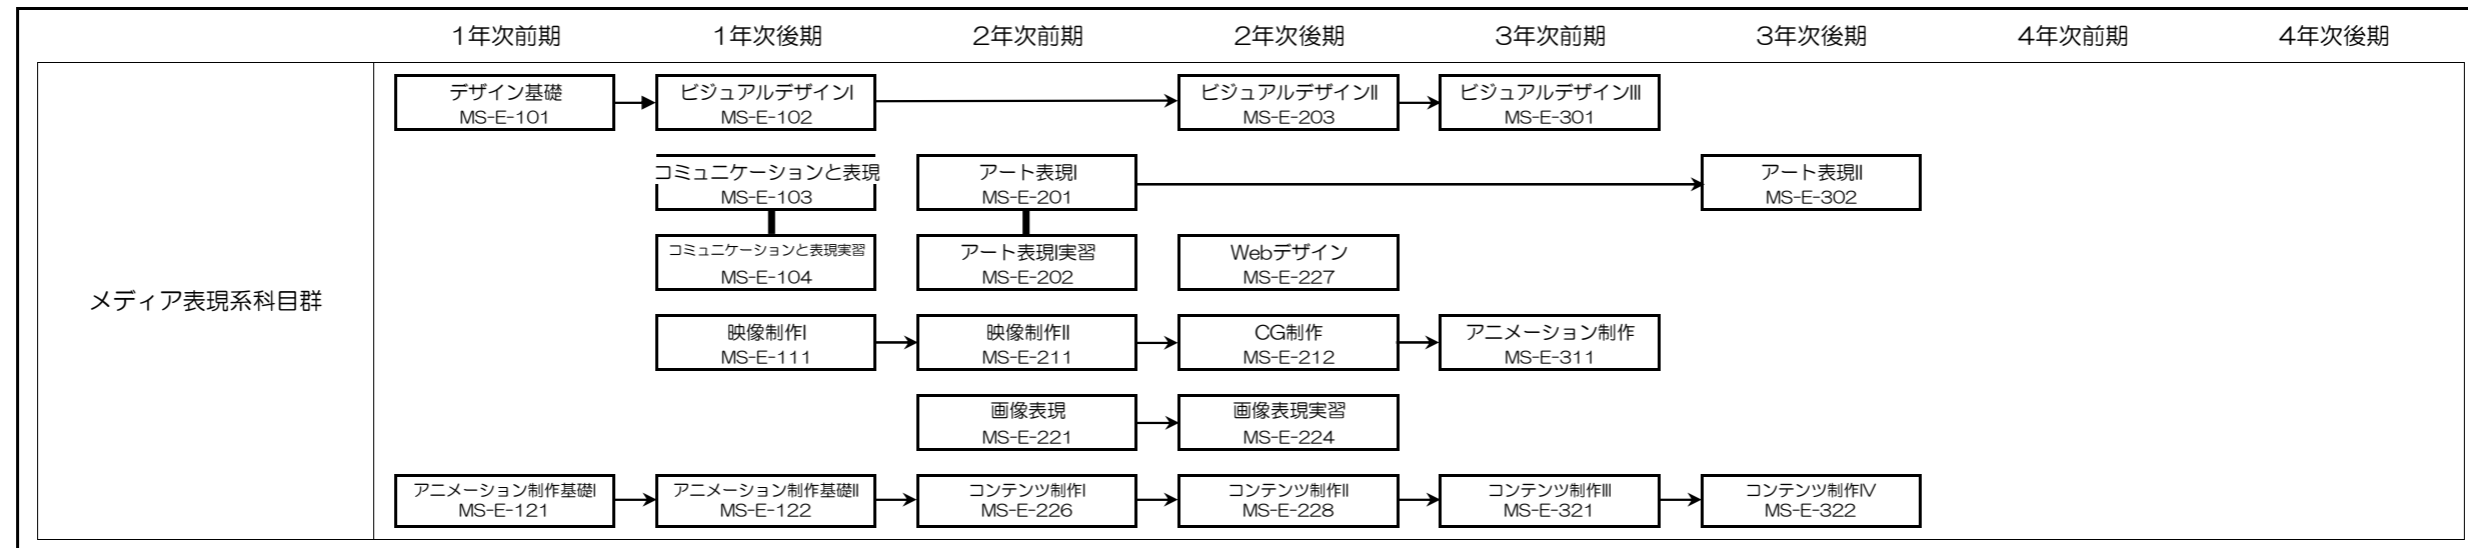 1年次前期 1年次後期 2年次前期 2年次後期 3年次前期 3年次後期 4年次前期 4年次後期
メディア表現系科目群
デザイン基礎 ビジュアルデザインI ビジュアルデザインII ビジュアルデザインIII
MS-E-101 MS-E-102 MS-E-203 MS-E-301
コミュニケーションと表現 アート表現I アート表現II
MS-E-103 MS-E-201 MS-E-302
コミュニケーションと表現実習 アート表現I実習 Webデザイン
MS-E-104 MS-E-202 MS-E-227
映像制作I 映像制作II CG制作 アニメーション制作
MS-E-111 MS-E-211 MS-E-212 MS-E-311
画像表現 画像表現実習
MS-E-221 MS-E-224
アニメーション制作基礎I アニメーション制作基礎II コンテンツ制作I コンテンツ制作II コンテンツ制作III コンテンツ制作IV
MS-E-121 MS-E-122 MS-E-226 MS-E-228 MS-E-321 MS-E-322